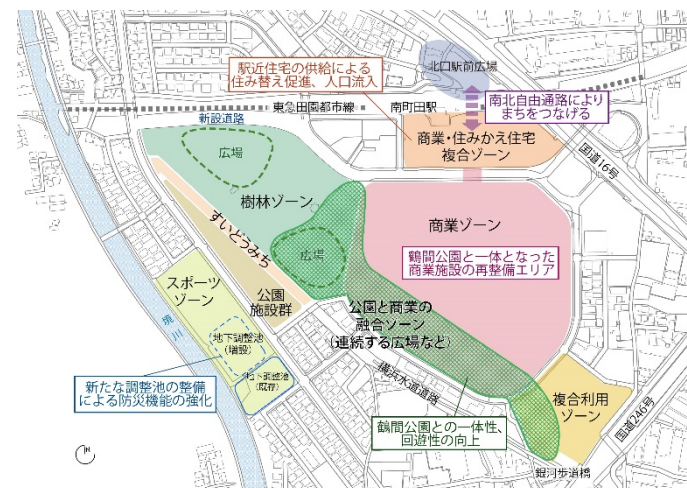 北口駅前広場
駅近住宅の供給による
住み替え促進、人口流入
東急田園都市線
南町田駅
南北自由通路により
まちをつなげる
新設道路
商業・住みかえ住宅
複合ゾーン
国道16号
広場
樹林ゾーン
商業ゾーン
すいどうみち
鶴間公園と一体となった
商業施設の再整備エリア
広場
スポーツ
ゾーン
公園
施設群
公園と商業の
融合ゾーン
(連続する広場など)
境川
地下調整池
(増設)
地下調整池
(既存)
横浜水道道路
新たな調整池の整備
による防災機能の強化
複合利用
ゾーン
国道246号
鶴間公園との一体性、
回遊性の向上
銀河歩道橋